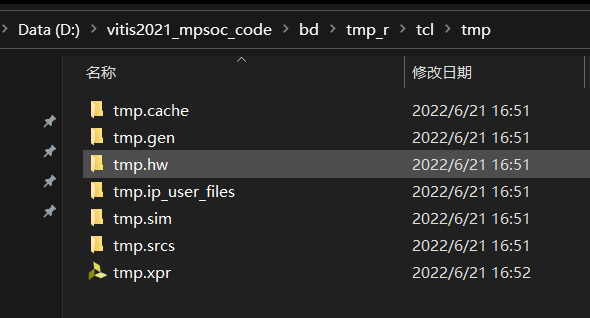 Data (D:) > vitis2021_mpsoc_code > bd > tmp_r > tcl > tmp
名称 修改日期
tmp.cache 2022/6/21 16:51
tmp.gen 2022/6/21 16:51
tmp.hw 2022/6/21 16:51
tmp.ip_user_files 2022/6/21 16:51
tmp.sim 2022/6/21 16:51
tmp.srcs 2022/6/21 16:51
tmp.xpr 2022/6/21 16:52